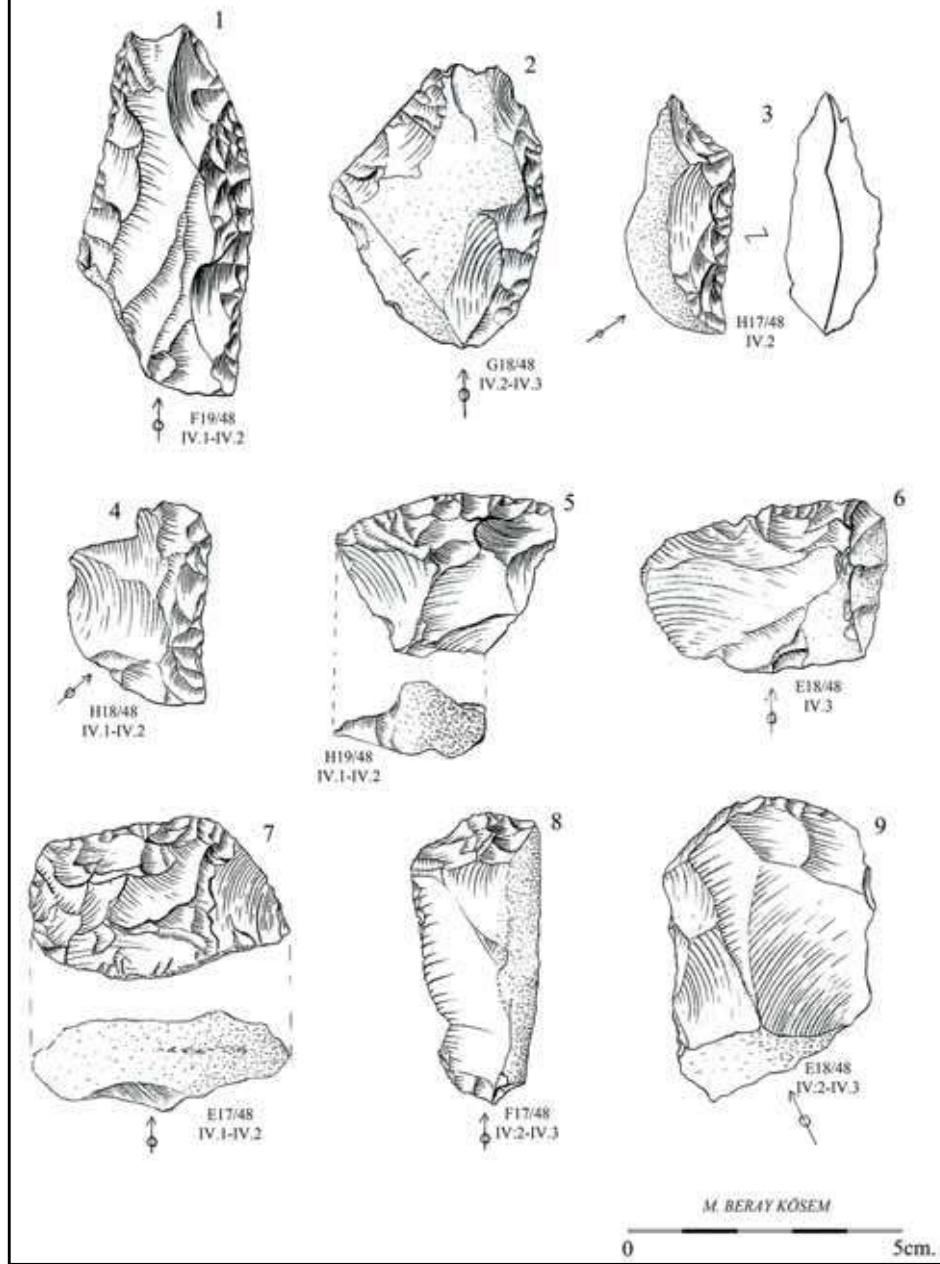 1
F19/48
IV.1-IV.2
2
G18/48
IV.2-IV.3
3
H17/48
IV.2
4
H18/48
IV.1-IV.2
5
H19/48
IV.1-IV.2
6
E18/48
IV.3
7
E17/48
IV.1-IV.2
8
F17/48
IV:2-IV.3
9
E18/48
IV:2-IV.3
M. BERAY KÖSEM
0 5cm.